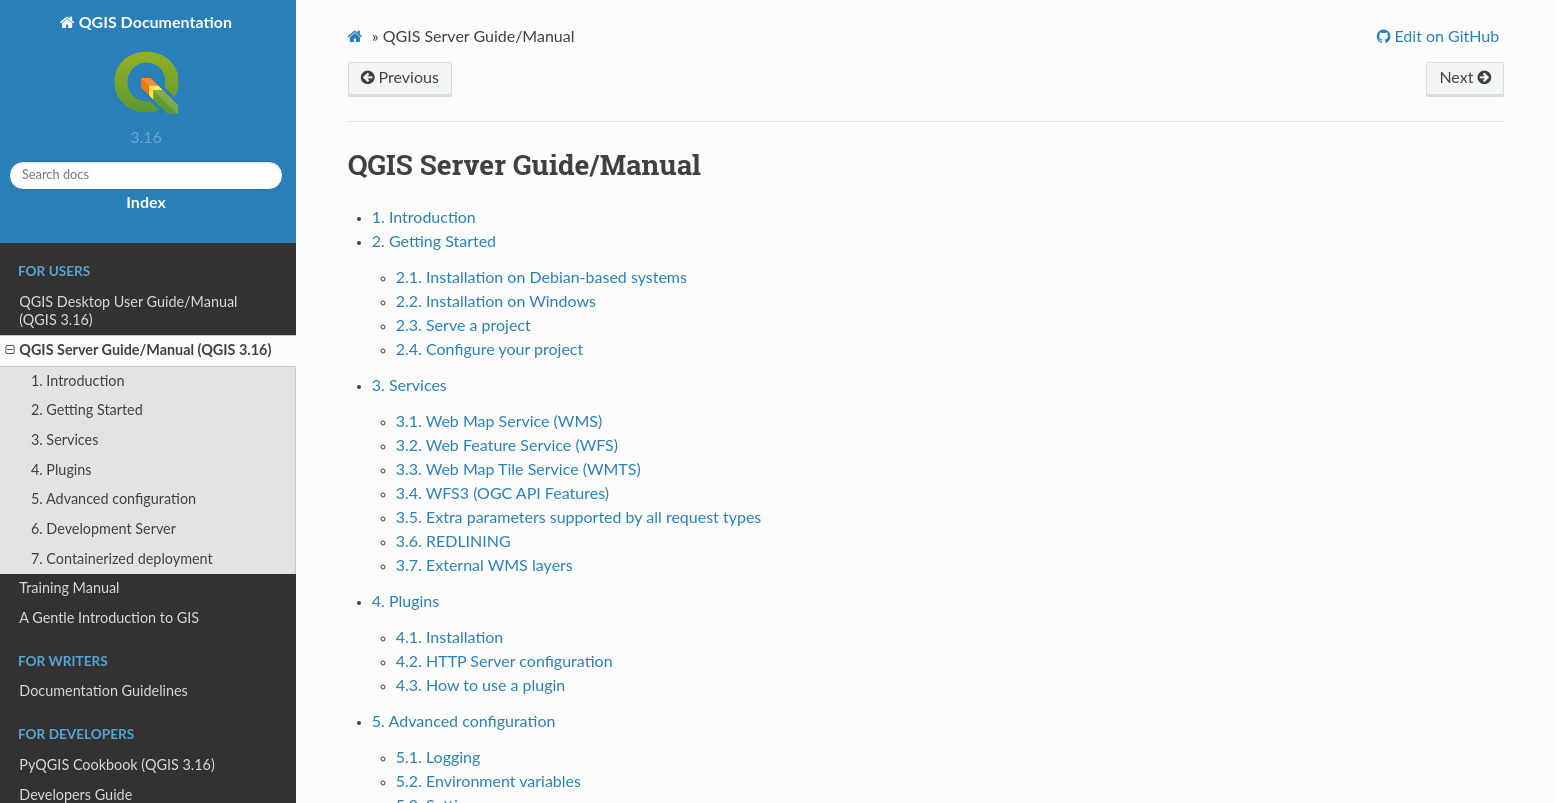 QGIS Documentation
3.16
Search docs
Index
FOR USERS
QGIS Desktop User Guide/Manual
(QGIS 3.16)
QGIS Server Guide/Manual (QGIS 3.16)
1. Introduction
2. Getting Started
3. Services
4. Plugins
5. Advanced configuration
6. Development Server
7. Containerized deployment
Training Manual
A Gentle Introduction to GIS
FOR WRITERS
Documentation Guidelines
FOR DEVELOPERS
PyQGIS Cookbook (QGIS 3.16)
Developers Guide
» QGIS Server Guide/Manual
Edit on GitHub
Previous
Next
QGIS Server Guide/Manual
1. Introduction
2. Getting Started
2.1. Installation on Debian-based systems
2.2. Installation on Windows
2.3. Serve a project
2.4. Configure your project
3. Services
3.1. Web Map Service (WMS)
3.2. Web Feature Service (WFS)
3.3. Web Map Tile Service (WMTS)
3.4. WFS3 (OGC API Features)
3.5. Extra parameters supported by all request types
3.6. REDLINING
3.7. External WMS layers
4. Plugins
4.1. Installation
4.2. HTTP Server configuration
4.3. How to use a plugin
5. Advanced configuration
5.1. Logging
5.2. Environment variables